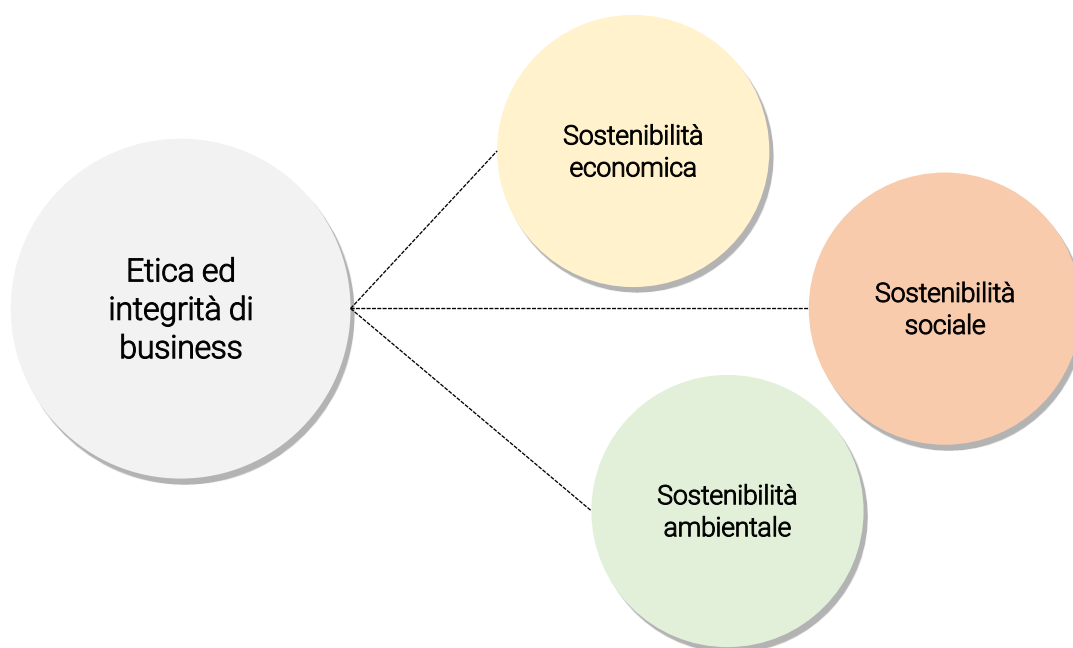 Sostenibilità
economica
Etica ed
integrità di
business
Sostenibilità
sociale
Sostenibilità
ambientale